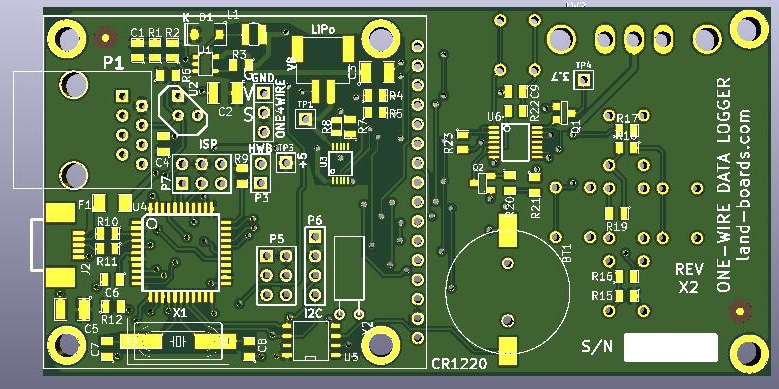 K D1 L1
C1 R1 R2
P1
U1
R3
LiPo
C3
R6
C2
GND
ONE-WIRE
TP1
R4
R5
R8
R7
S
3.7
TP4
C9
R22
U6
Q1
R17
R18
R23
ISP
HWB
R9
TP3
+5
U3
C4
P7
P3
Q2
R20
R21
R19
F1
U4
R10
R11
J2
P5
P6
C6
R12
C5
X1
I2C
U5
C7
C8
BT1
CR1220
R16
R15
REV
X2
ONE-WIRE DATA LOGGER
land-boards.com
S/N